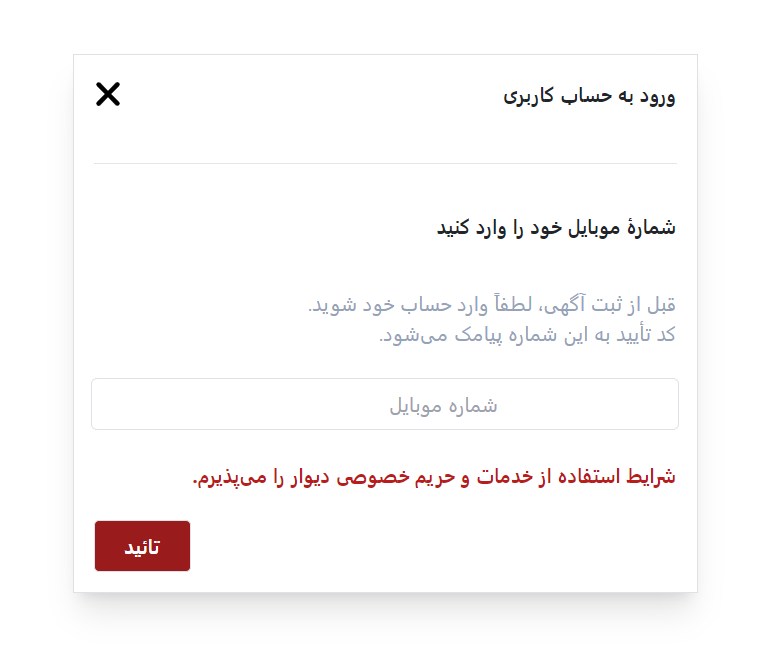 ورود به حساب کاربری
شمارهٔ موبایل خود را وارد کنید
قبل از ثبت آگهی، لطفاً وارد حساب خود شوید.
کد تأیید به این شماره پیامک می‌شود.
شماره موبایل
شرایط استفاده از خدمات و حریم خصوصی دیوار را می‌پذیرم.
تائید